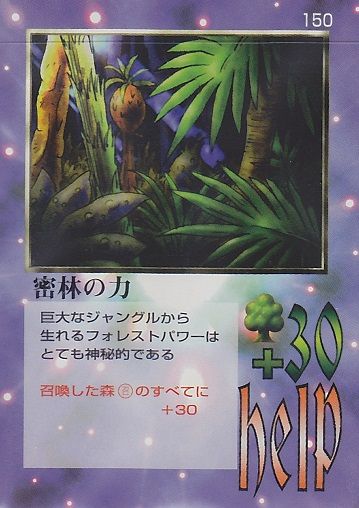 150
密林の力
巨大なジャングルから
生れるフォレストパワーは
とても神秘的である
召喚した森㊔のすべてに
+30
+30
help